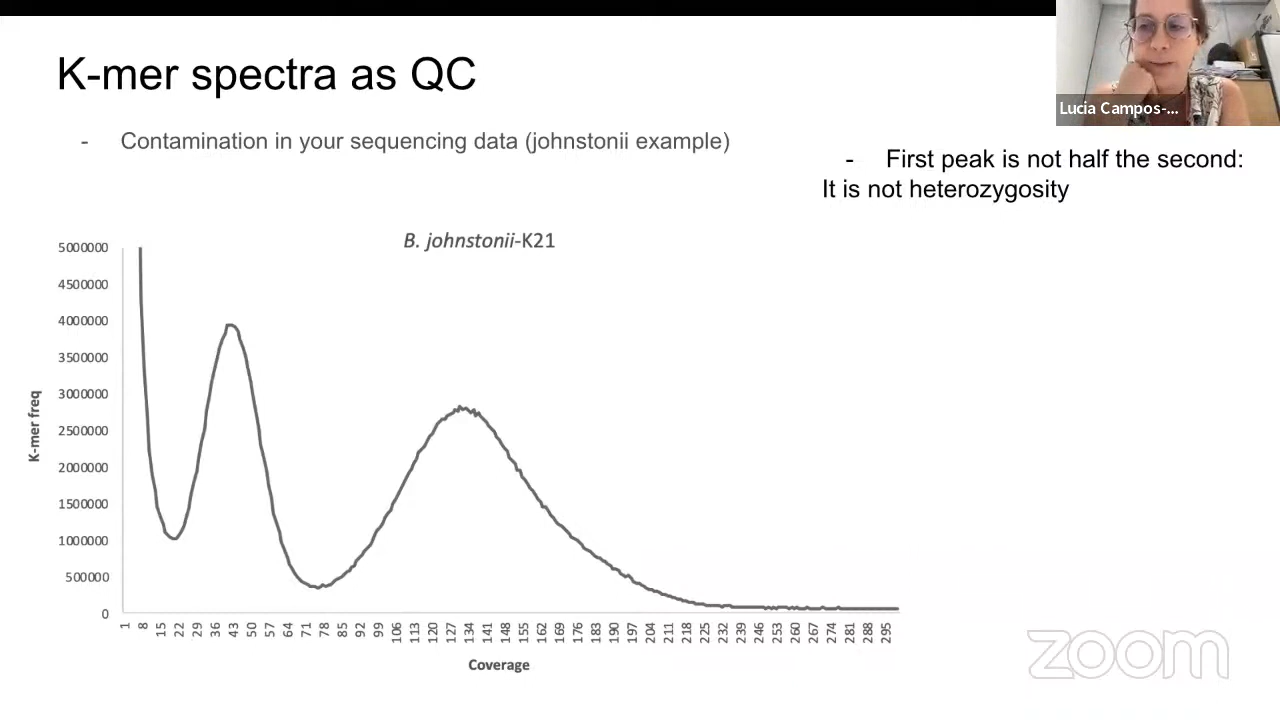 K-mer spectra as QC
- Contamination in your sequencing data (johnstonii example)
Lucia Campos-...
- First peak is not half the second:
It is not heterozygosity
B. johnstonii-K21
5000000
4500000
4000000
3500000
3000000
2500000
2000000
1500000
1000000
500000
0
K-mer freq
1 8 15 22 29 36 43 50 57 64 71 78 85 92 99 106 113 120 127 134 141 148 155 162 169 176 183 190 197 204 211 218 225 232 239 246 253 260 267 274 281 288 295
Coverage
zoom